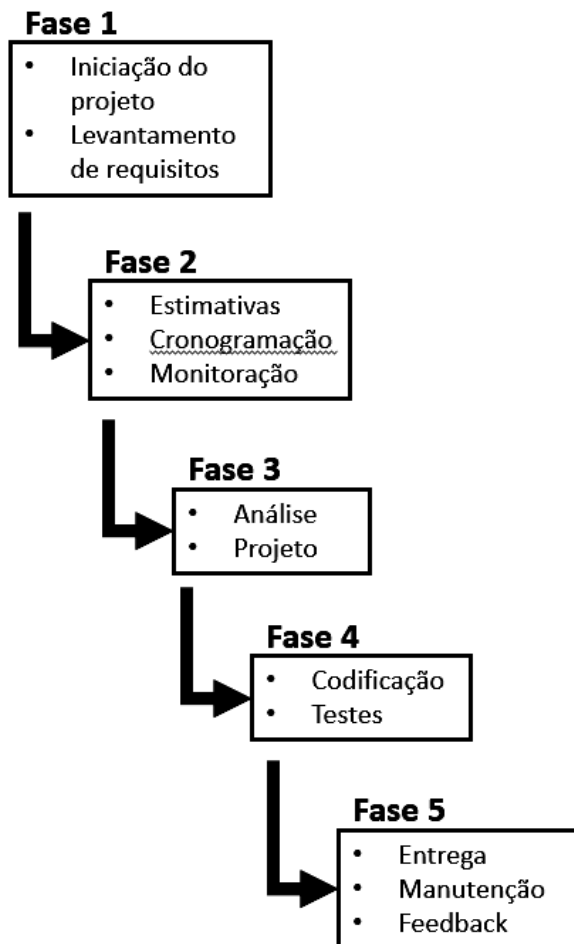 Fase 1
• Iniciação do
projeto
• Levantamento
de requisitos
Fase 2
• Estimativas
• Cronogramação
• Monitoração
Fase 3
• Análise
• Projeto
Fase 4
• Codificação
• Testes
Fase 5
• Entrega
• Manutenção
• Feedback